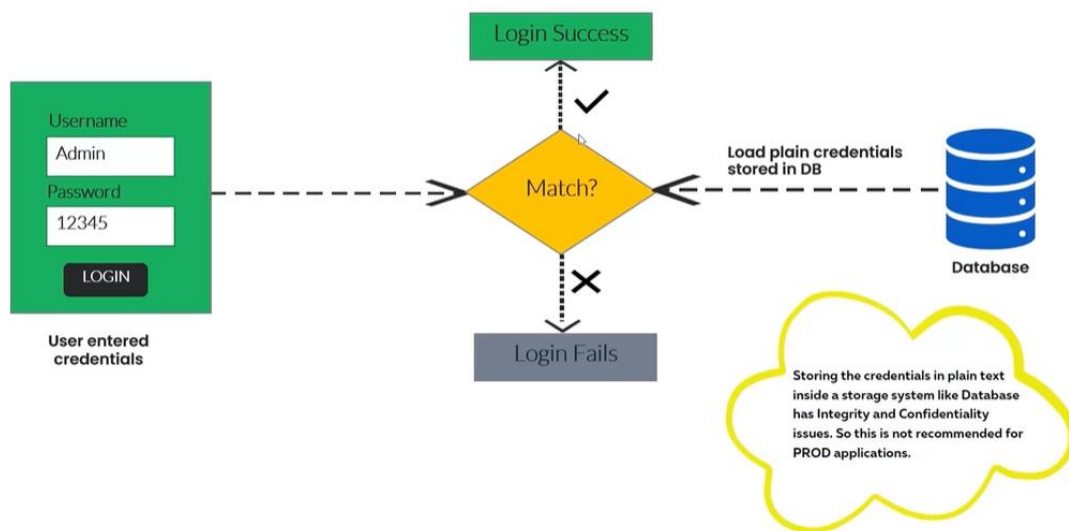 Login Success
Username
Admin
Password
12345
LOGIN
User entered
credentials
Match?
Load plain credentials
stored in DB
Database
Login Fails
Storing the credentials in plain text
inside a storage system like Database
has Integrity and Confidentiality
issues. So this is not recommended for
PROD applications.